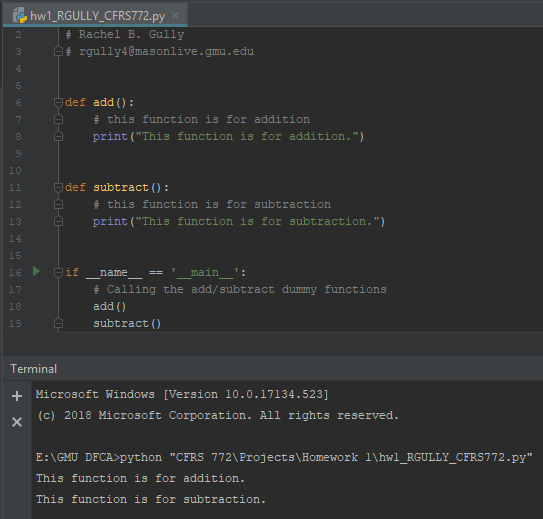 hw1_RGULLY_CFRS772.py
2 # Rachel B. Gully
3 # rgully4@masonlive.gmu.edu
4
5
6 def add():
7 # this function is for addition
8 print("This function is for addition.")
9
10
11 def subtract():
12 # this function is for subtraction
13 print("This function is for subtraction.")
14
15
16 if __name__ == '__main__':
17 # Calling the add/subtract dummy functions
18 add()
19 subtract()
Terminal
Microsoft Windows [Version 10.0.17134.523]
(c) 2018 Microsoft Corporation. All rights reserved.
E:\GMU DFCA>python "CFRS 772\Projects\Homework 1\hw1_RGULLY_CFRS772.py"
This function is for addition.
This function is for subtraction.